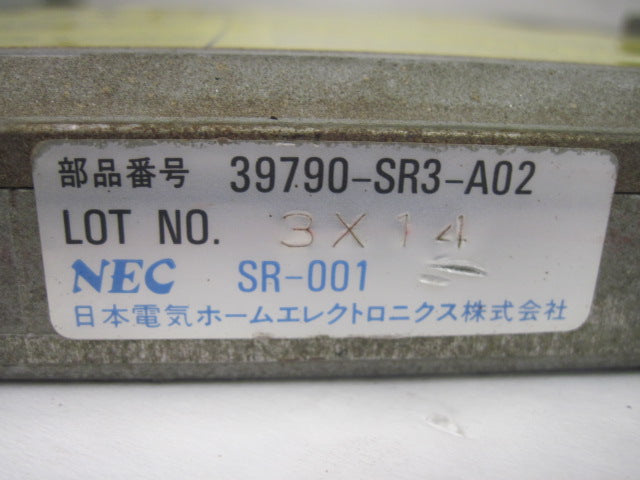 部品番号 39790-SR3-A02
LOT NO. 3X14
NEC SR-001
日本電気ホームエレクトロニクス株式会社